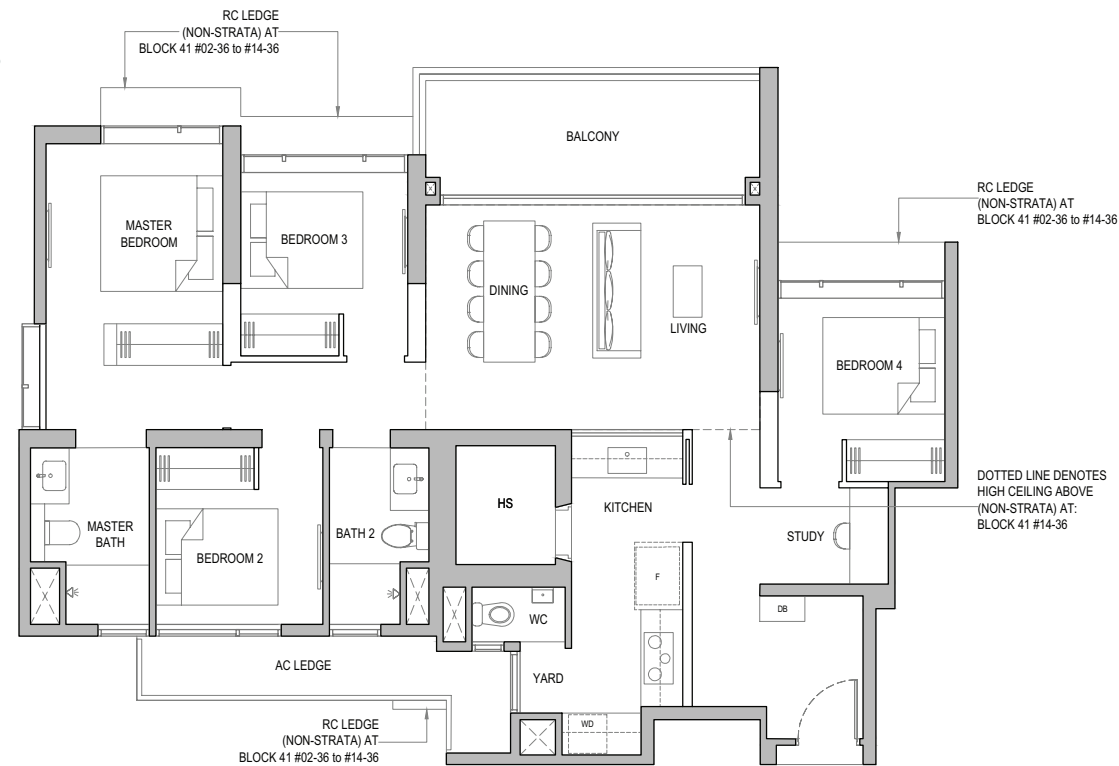 RC LEDGE
(NON-STRATA) AT
BLOCK 41 #02-36 to #14-36
BALCONY
RC LEDGE
(NON-STRATA) AT
BLOCK 41 #02-36 to #14-36
MASTER
BEDROOM
BEDROOM 3
DINING
LIVING
BEDROOM 4
DOTTED LINE DENOTES
HIGH CEILING ABOVE
(NON-STRATA) AT:
BLOCK 41 #14-36
HS
KITCHEN
MASTER
BATH
BEDROOM 2
BATH 2
STUDY
F
WC
DB
AC LEDGE
YARD
WD
RC LEDGE
(NON-STRATA) AT
BLOCK 41 #02-36 to #14-36